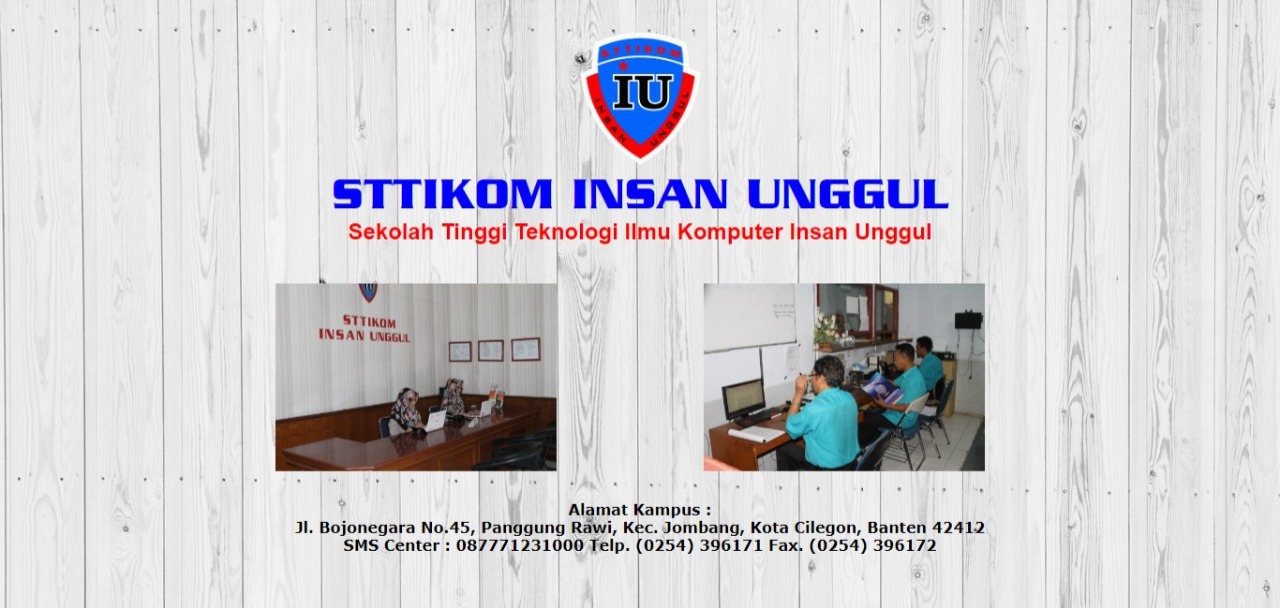 STTIKOM
IU
INSAN UNGGUL
STTIKOM INSAN UNGGUL
Sekolah Tinggi Teknologi Ilmu Komputer Insan Unggul
STTIKOM
INSAN UNGGUL
Alamat Kampus :
Jl. Bojonegara No.45, Panggung Rawi, Kec. Jombang, Kota Cilegon, Banten 42412
SMS Center : 087771231000 Telp. (0254) 396171 Fax. (0254) 396172